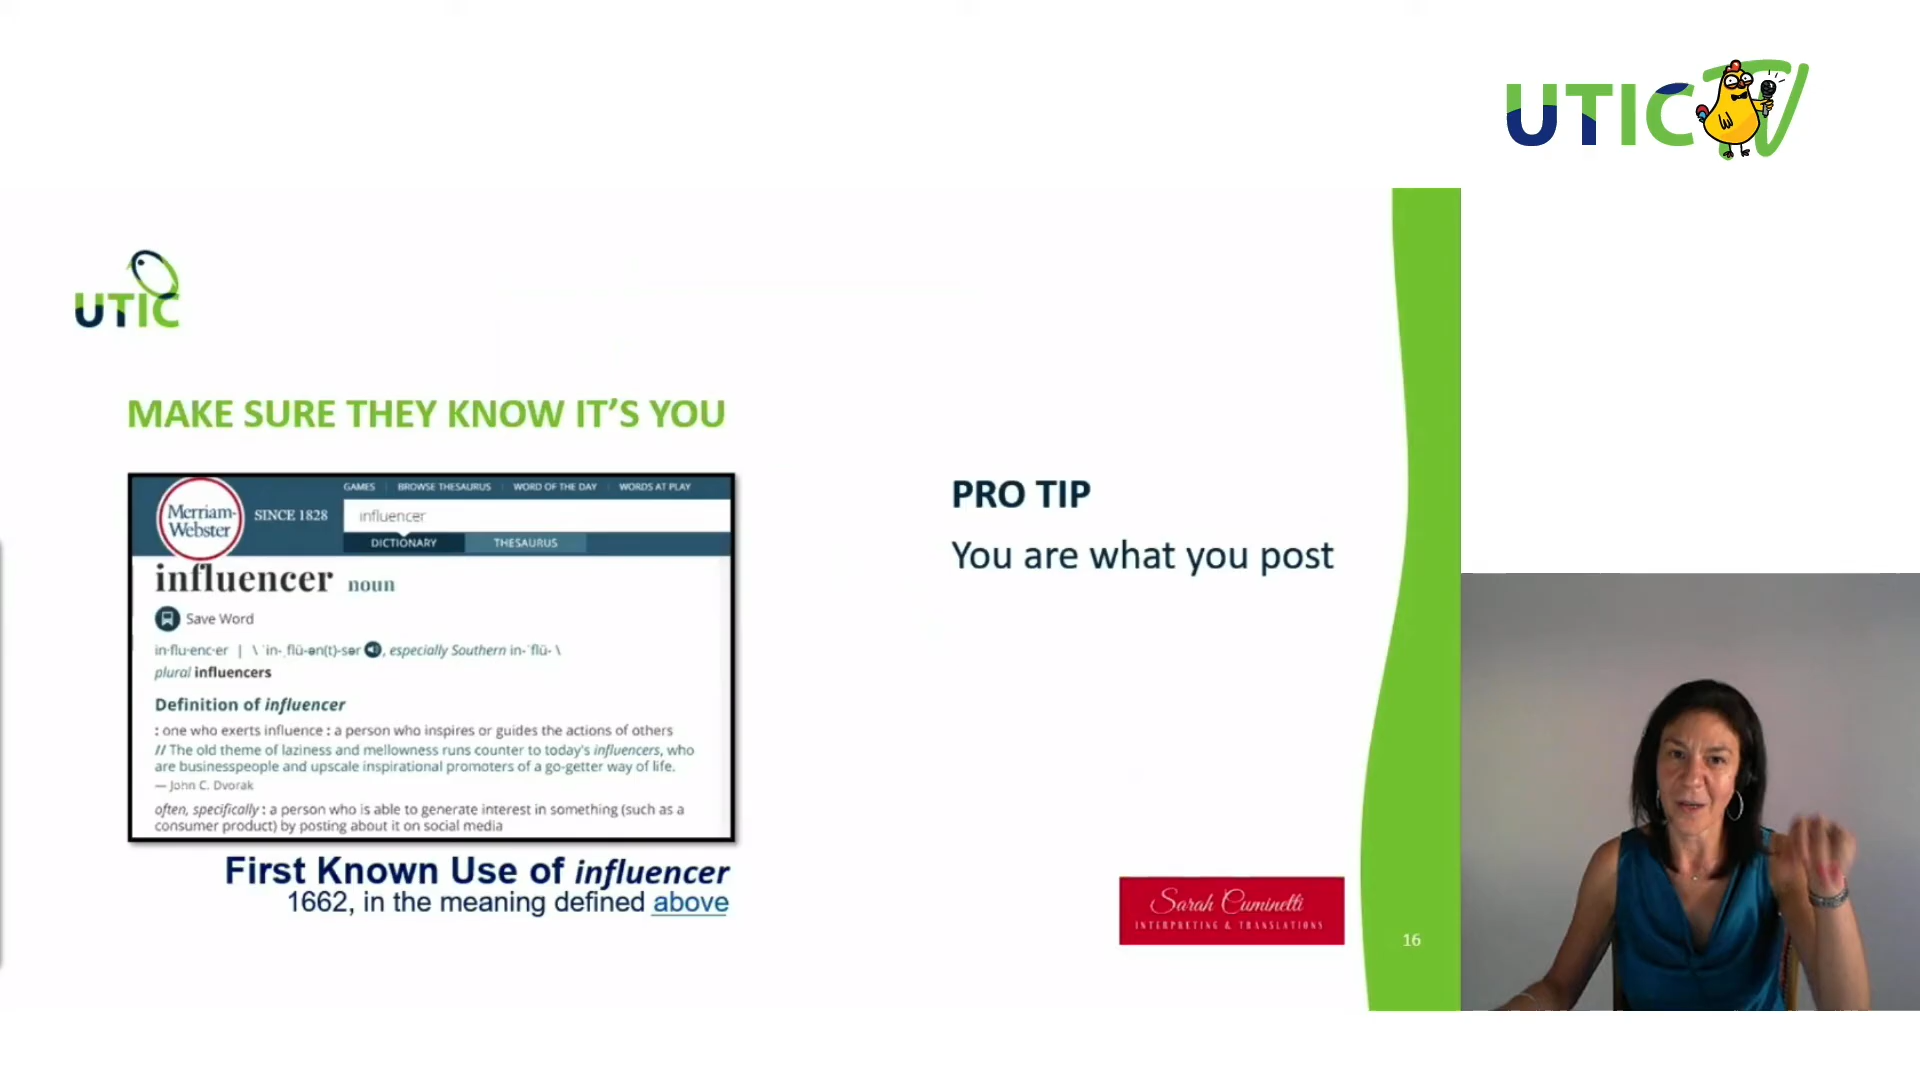 UTIC TV
UTIC
MAKE SURE THEY KNOW IT'S YOU
Merriam-
Webster
SINCE 1828
GAMES BROWSE THESAURUS WORD OF THE DAY WORDS AT PLAY
influencer
DICTIONARY THESAURUS
influencer noun
Save Word
in·flu·enc·er | \ ˈin-ˌflü-ən(t)-sər , especially Southern in-ˈflü- \
plural influencers
Definition of influencer
: one who exerts influence : a person who inspires or guides the actions of others
// The old theme of laziness and mellowness runs counter to today's influencers, who
are businesspeople and upscale inspirational promoters of a go-getter way of life.
— John C. Dvorak
often, specifically : a person who is able to generate interest in something (such as a
consumer product) by posting about it on social media
First Known Use of influencer
1662, in the meaning defined above
PRO TIP
You are what you post
Sarah Cuminetti
INTERPRETING & TRANSLATIONS
16